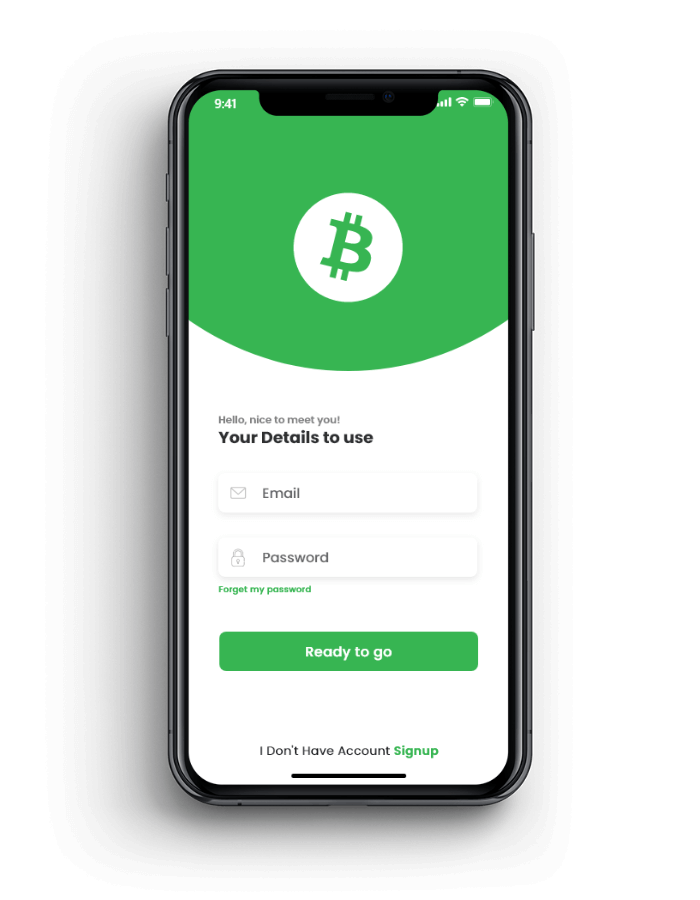 9:41
Hello, nice to meet you!
Your Details to use
Email
Password
Forget my password
Ready to go
I Don't Have Account Signup